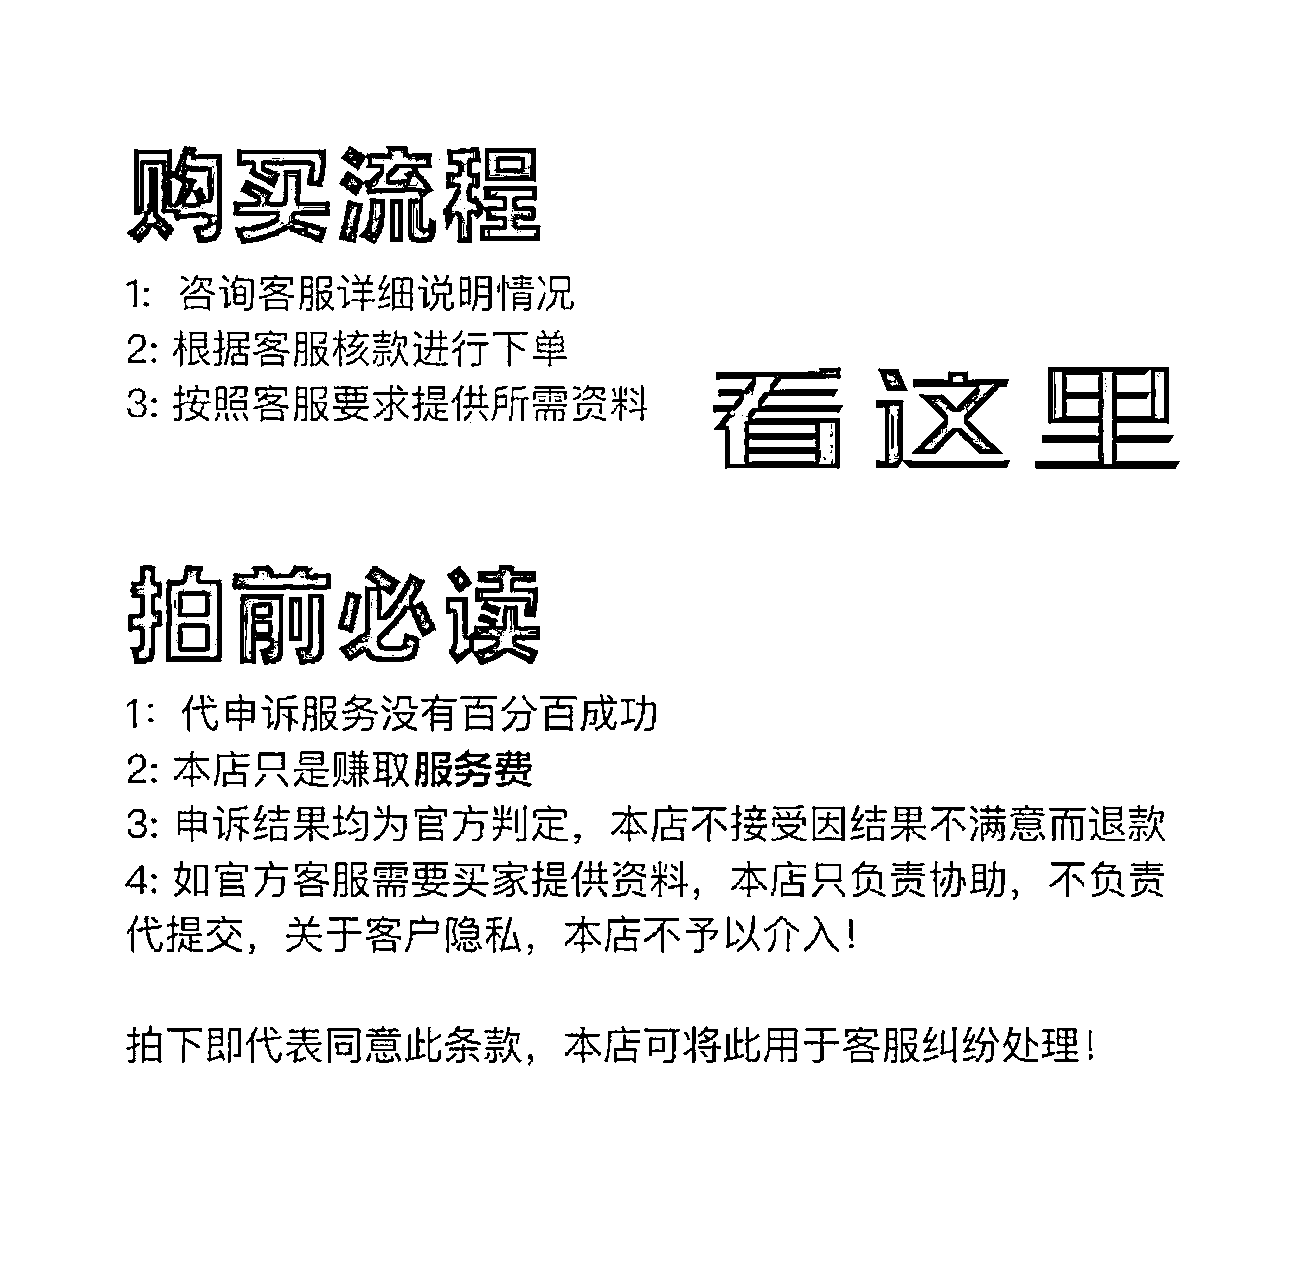 购买流程
1: 咨询客服详细说明情况
2: 根据客服核款进行下单
3: 按照客服要求提供所需资料
看这里
拍前必读
1: 代申诉服务没有百分百成功
2: 本店只是赚取服务费
3: 申诉结果均为官方判定，本店不接受因结果不满意而退款
4: 如官方客服需要买家提供资料，本店只负责协助，不负责
代提交，关于客户隐私，本店不予以介入！
拍下即代表同意此条款，本店可将此用于客服纠纷处理！